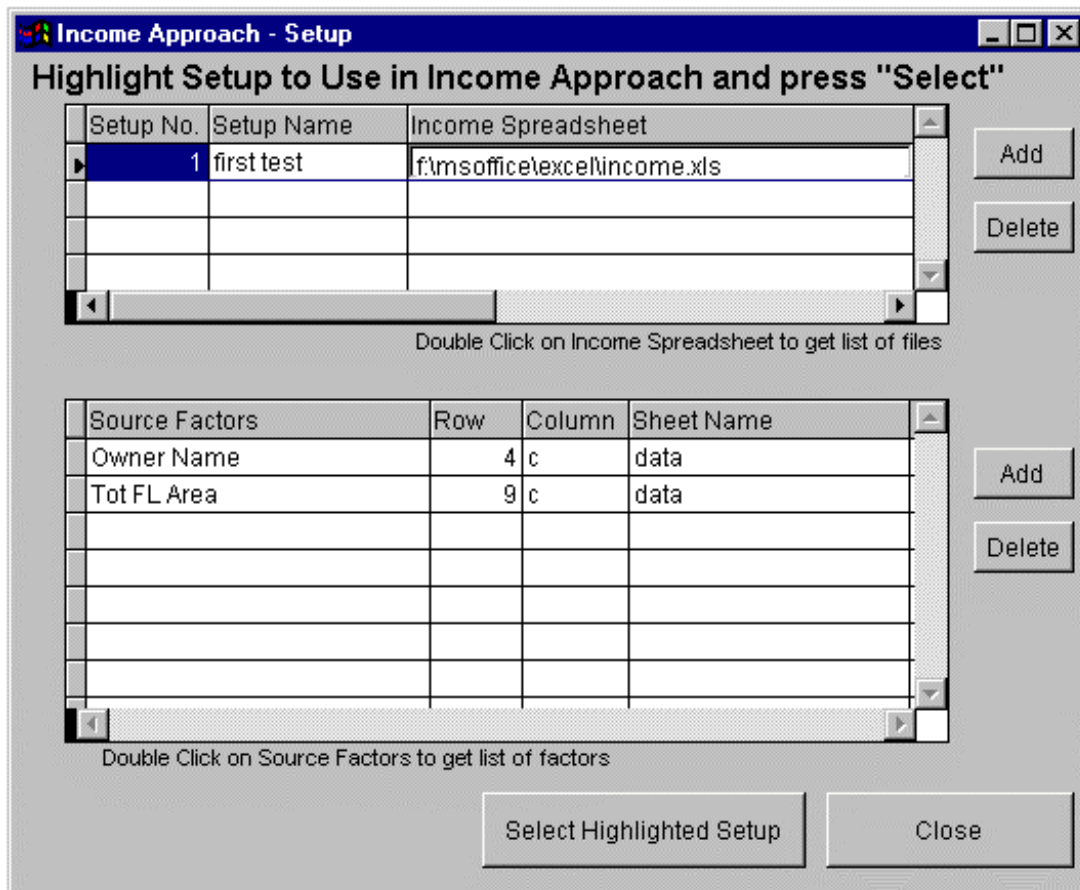 Income Approach - Setup
Highlight Setup to Use in Income Approach and press "Select"
Setup No. Setup Name Income Spreadsheet
1 first test f:\msoffice\excel\income.xls
Add
Delete
Double Click on Income Spreadsheet to get list of files
Source Factors Row Column Sheet Name
Owner Name 4 c data
Tot FL Area 9 c data
Add
Delete
Double Click on Source Factors to get list of factors
Select Highlighted Setup Close